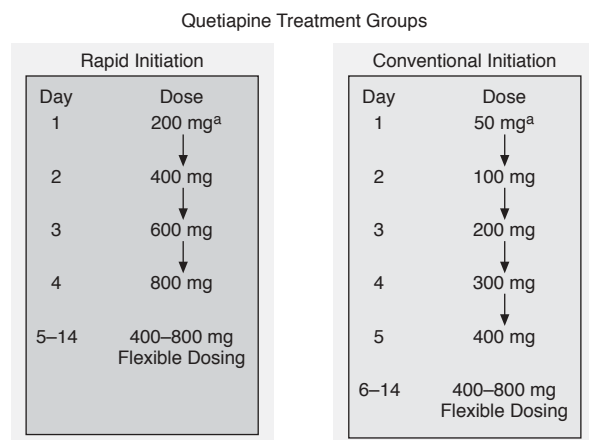 Quetiapine Treatment Groups
Rapid Initiation
Day Dose
1 200 mgª
2 400 mg
3 600 mg
4 800 mg
5–14 400–800 mg
Flexible Dosing
Conventional Initiation
Day Dose
1 50 mgª
2 100 mg
3 200 mg
4 300 mg
5 400 mg
6–14 400–800 mg
Flexible Dosing